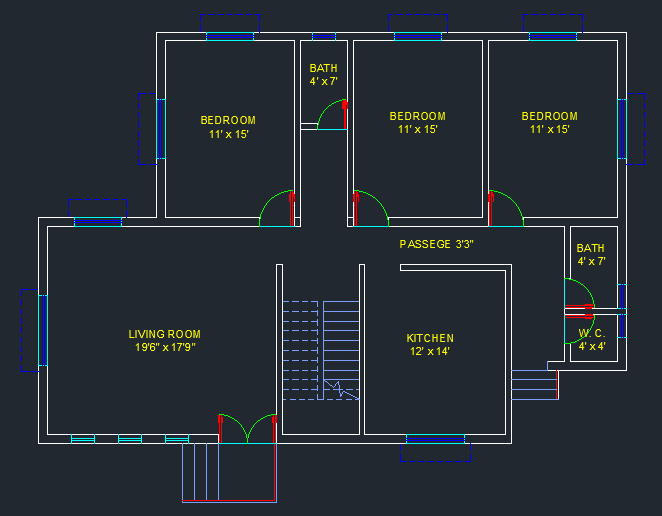 BATH
4' x 7'
BEDROOM
11' x 15'
BEDROOM
11' x 15'
BEDROOM
11' x 15'
PASSEGE 3'3"
BATH
4' x 7'
LIVING ROOM
19'6" x 17'9"
KITCHEN
12' x 14'
W. C.
4' x 4'